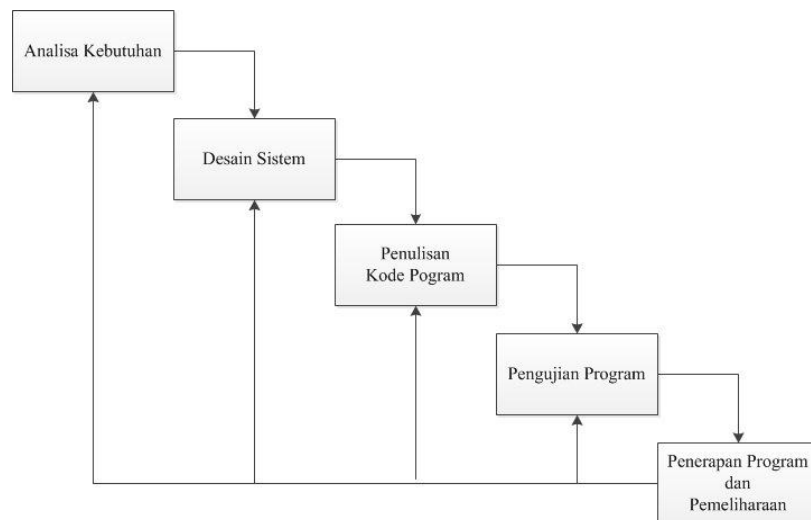 Analisa Kebutuhan
Desain Sistem
Penulisan
Kode Pogram
Pengujian Program
Penerapan Program
dan
Pemeliharaan